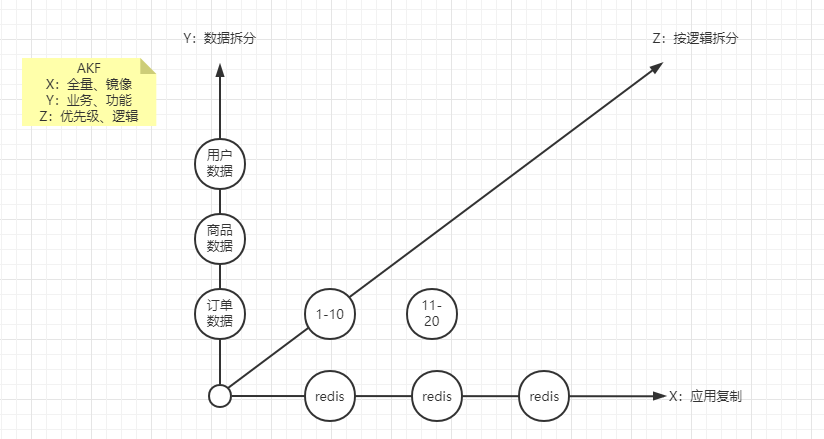 Y：数据拆分
Z：按逻辑拆分
AKF
X：全量、镜像
Y：业务、功能
Z：优先级、逻辑
用户
数据
商品
数据
订单
数据
1-10
11-
20
redis
redis
redis
X：应用复制